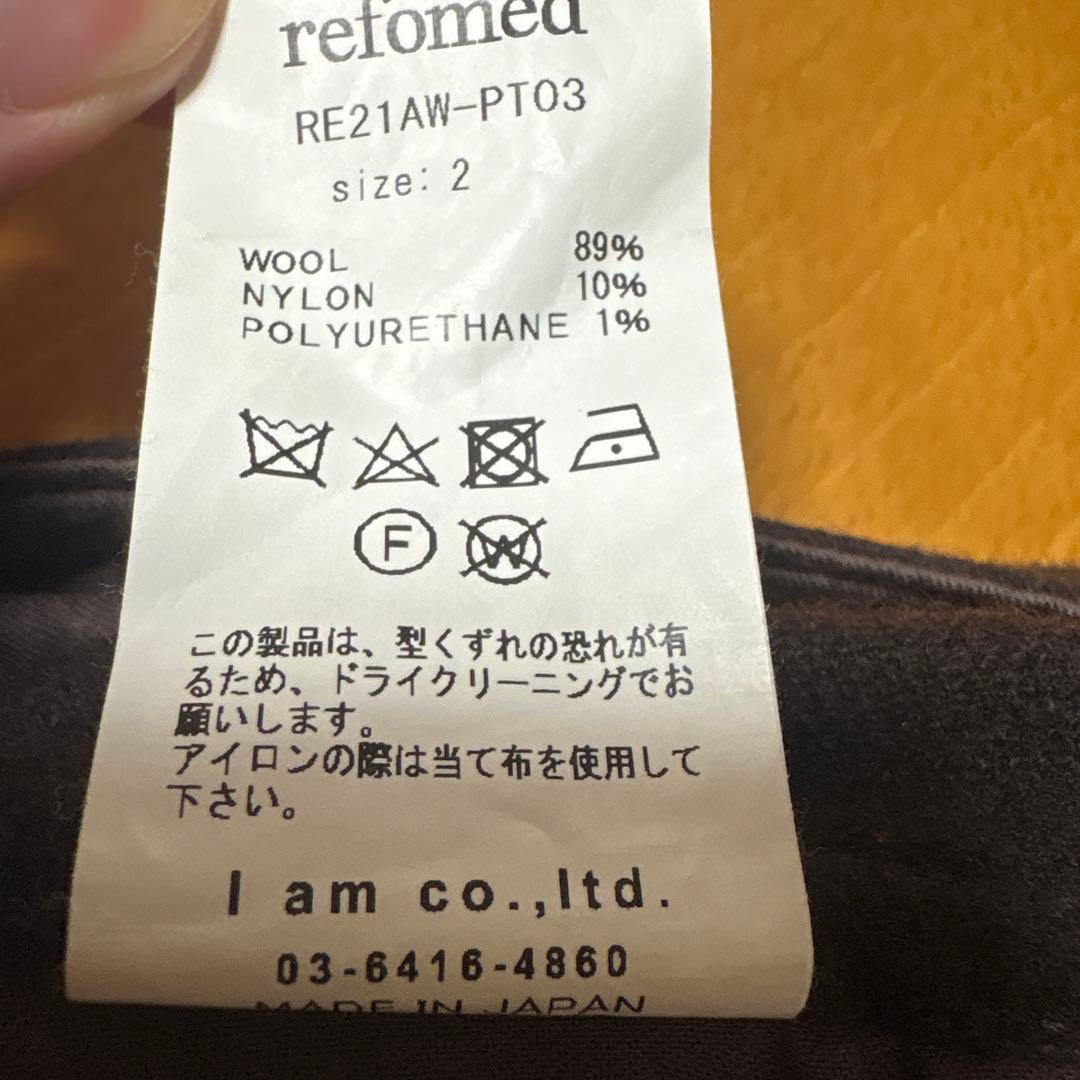 refomed
RE21AW-PT03
size: 2
WOOL 89%
NYLON 10%
POLYURETHANE 1%
F W
この製品は、型くずれの恐れが有
るため、ドライクリーニングでお
願いします。
アイロンの際は当て布を使用して
下さい。
I am co.,ltd.
03-6416-4860
MADE IN JAPAN